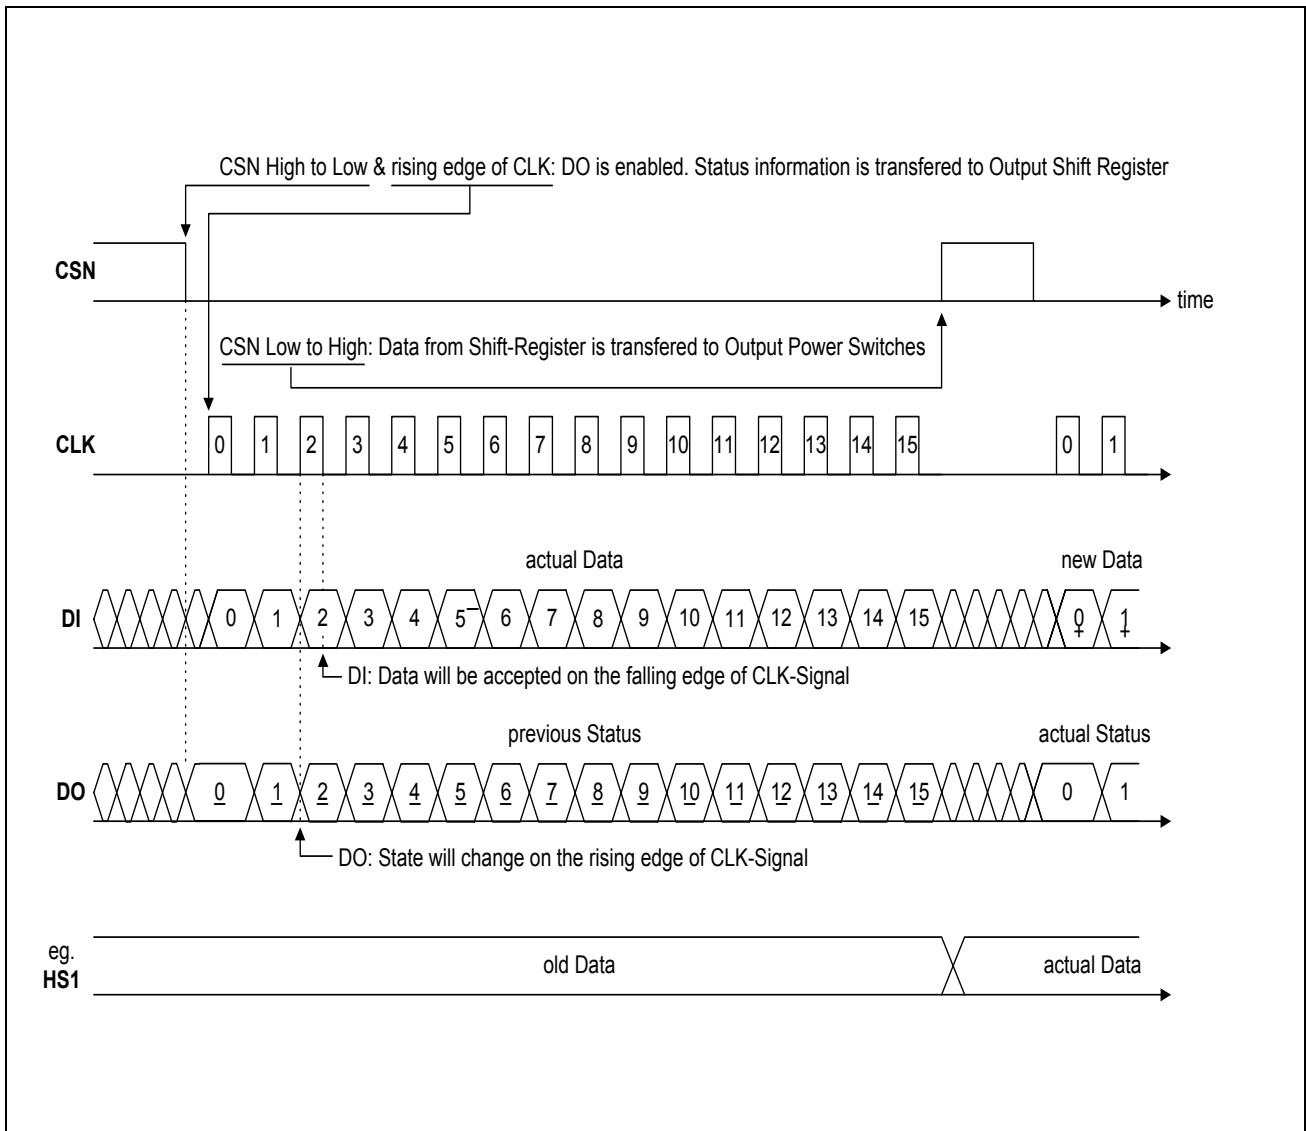 CSN High to Low & rising edge of CLK: DO is enabled. Status information is transfered to Output Shift Register
CSN
time
CSN Low to High: Data from Shift-Register is transfered to Output Power Switches
CLK
0 1 2 3 4 5 6 7 8 9 10 11 12 13 14 15 0 1
actual Data new Data
DI
0 1 2 3 4 5 6 7 8 9 10 11 12 13 14 15 0 1
+ +
DI: Data will be accepted on the falling edge of CLK-Signal
previous Status actual Status
DO
0 1 2 3 4 5 6 7 8 9 10 11 12 13 14 15 0 1
DO: State will change on the rising edge of CLK-Signal
eg.
HS1
old Data actual Data